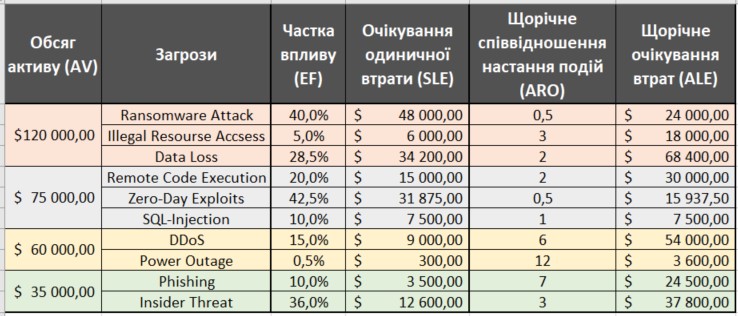 Обсяг активу (AV) Загрози Частка впливу (EF) Очікування одиничної втрати (SLE) Щорічне співвідношення настання подій (ARO) Щорічне очікування втрат (ALE)
$120 000,00 Ransomware Attack 40,0% $ 48 000,00 0,5 $ 24 000,00
Illegal Resourse Accsess 5,0% $ 6 000,00 3 $ 18 000,00
Data Loss 28,5% $ 34 200,00 2 $ 68 400,00
$ 75 000,00 Remote Code Execution 20,0% $ 15 000,00 2 $ 30 000,00
Zero-Day Exploits 42,5% $ 31 875,00 0,5 $ 15 937,50
SQL-Injection 10,0% $ 7 500,00 1 $ 7 500,00
$ 60 000,00 DDoS 15,0% $ 9 000,00 6 $ 54 000,00
Power Outage 0,5% $ 300,00 12 $ 3 600,00
$ 35 000,00 Phishing 10,0% $ 3 500,00 7 $ 24 500,00
Insider Threat 36,0% $ 12 600,00 3 $ 37 800,00